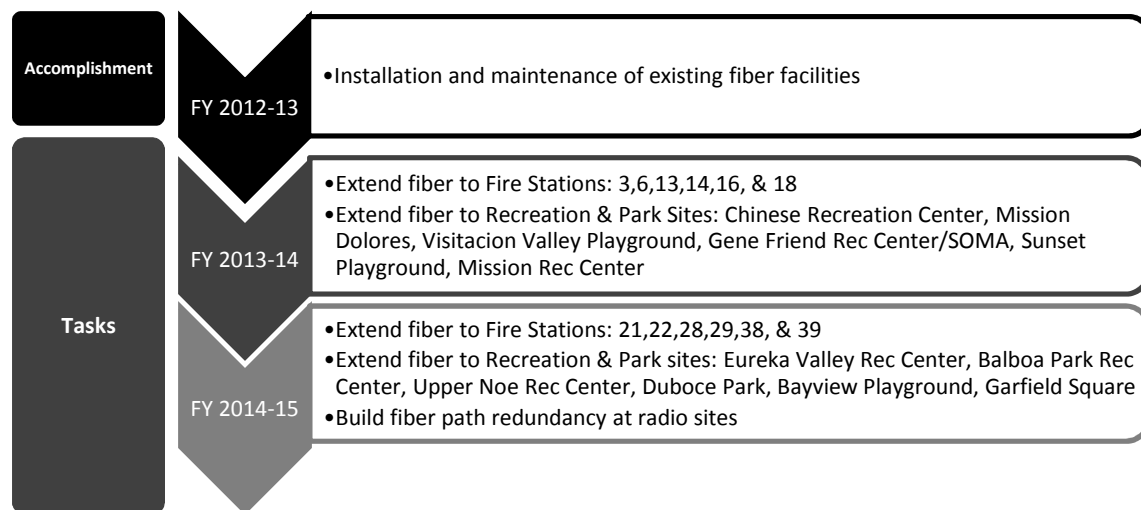 Accomplishment
FY 2012-13
•Installation and maintenance of existing fiber facilities
Tasks
FY 2013-14
•Extend fiber to Fire Stations: 3,6,13,14,16, & 18
•Extend fiber to Recreation & Park Sites: Chinese Recreation Center, Mission
Dolores, Visitacion Valley Playground, Gene Friend Rec Center/SOMA, Sunset
Playground, Mission Rec Center
FY 2014-15
•Extend fiber to Fire Stations: 21,22,28,29,38, & 39
•Extend fiber to Recreation & Park sites: Eureka Valley Rec Center, Balboa Park Rec
Center, Upper Noe Rec Center, Duboce Park, Bayview Playground, Garfield Square
•Build fiber path redundancy at radio sites